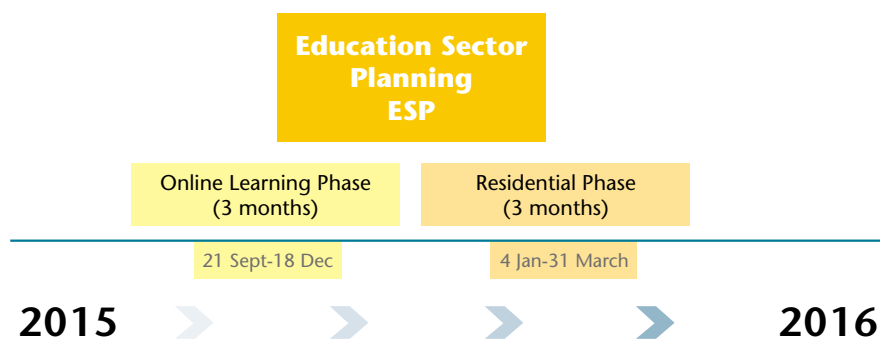 Education Sector
Planning
ESP
Online Learning Phase
(3 months)
Residential Phase
(3 months)
21 Sept-18 Dec
4 Jan-31 March
2015
2016